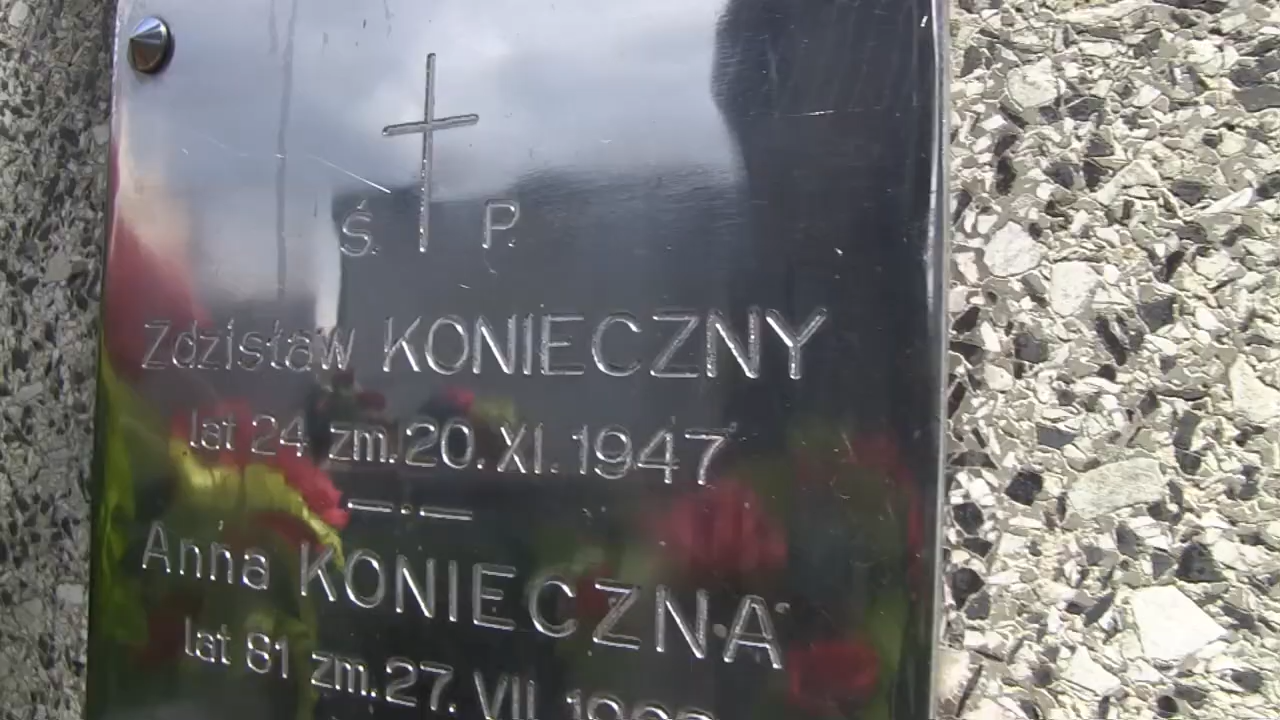 Ś. P.
Zdzisław KONIECZNY
lat 24 zm. 20. XI. 1947
Anna KONIECZNA
lat 81 zm. 27. VII.